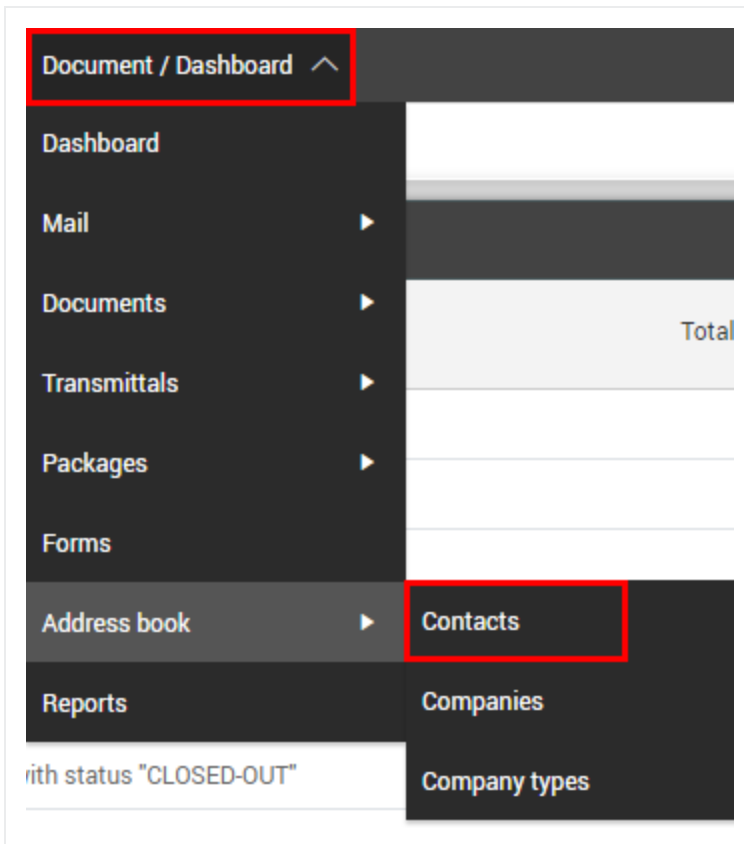 Document / Dashboard
Dashboard
Mail
Documents
Total
Transmittals
Packages
Forms
Address book
Contacts
Reports
Companies
with status "CLOSED-OUT"
Company types